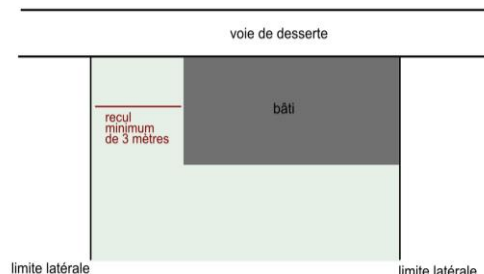 voie de desserte
bâti
recul
minimum
de 3 mètres
limite latérale
limite latérale